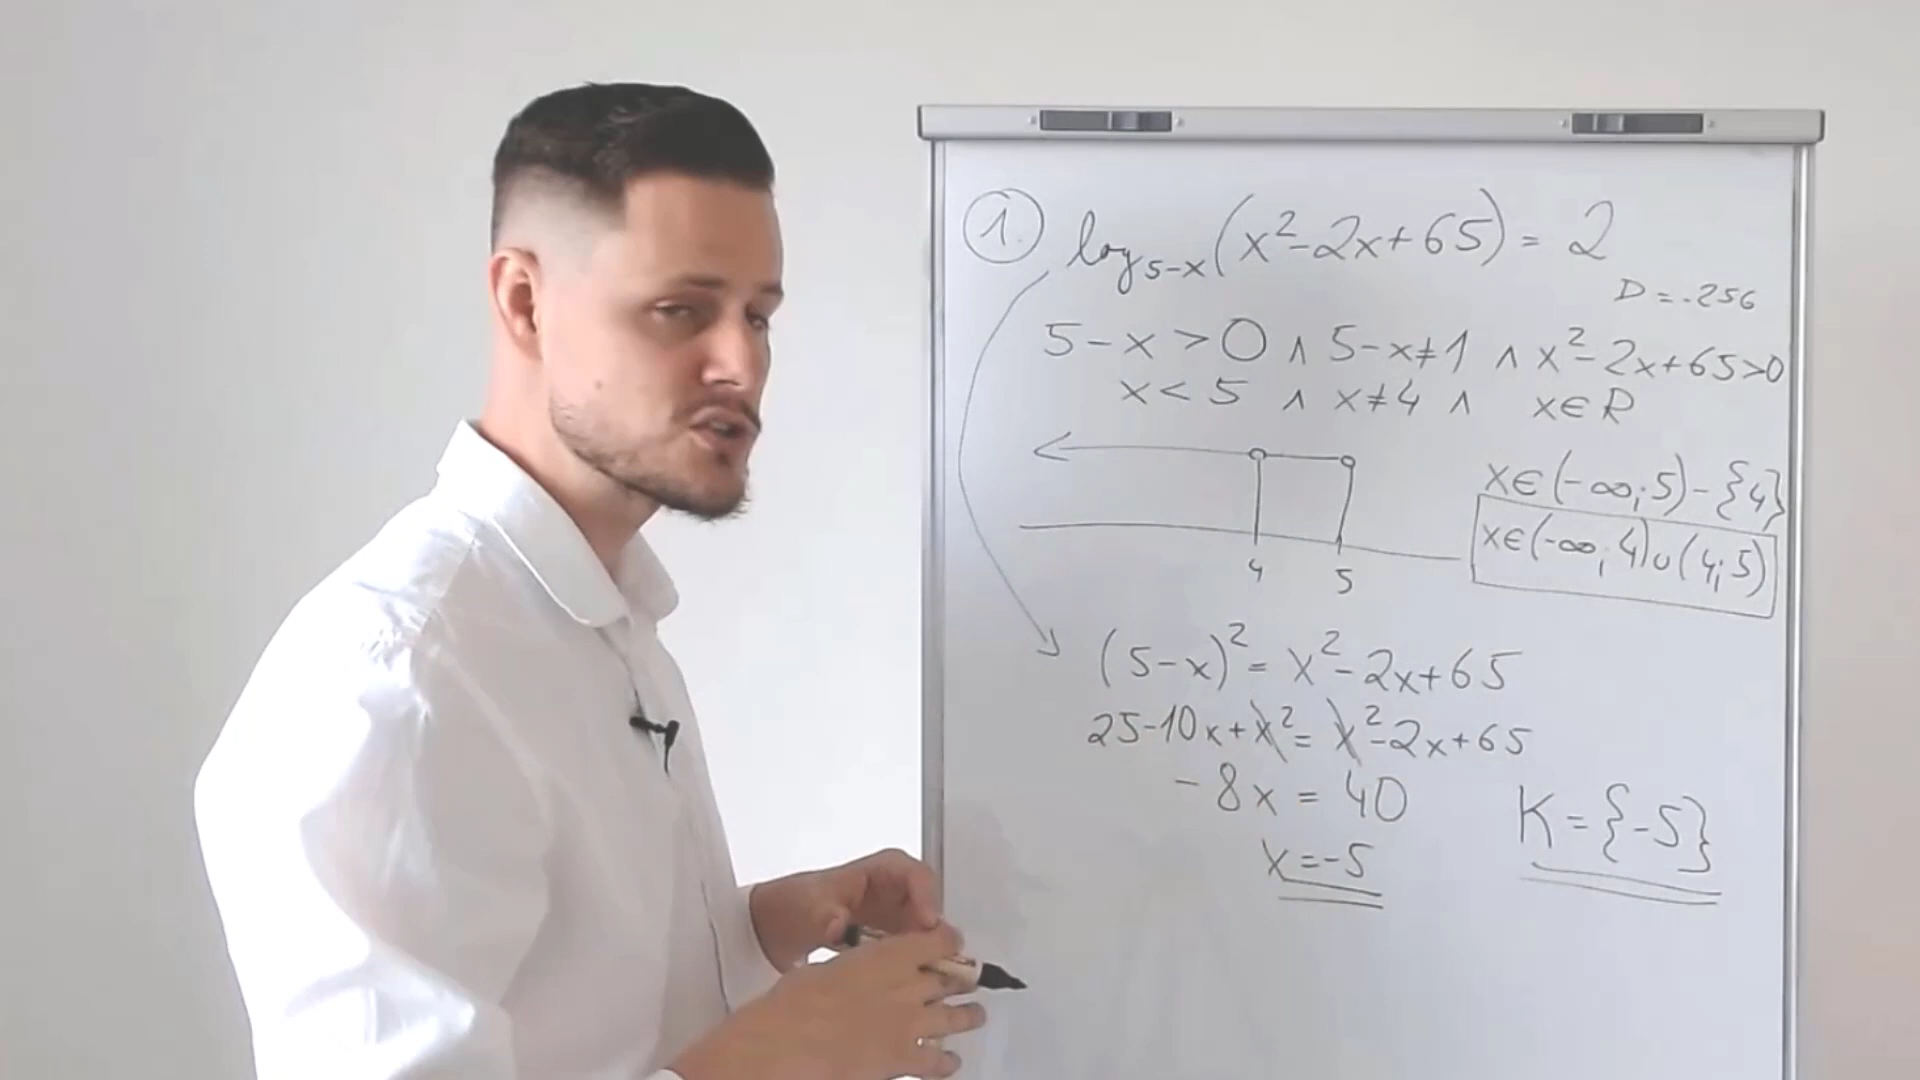 1. log₅₋ₓ(x²-2x+65) = 2
D = -256
5-x > 0 ∧ 5-x≠1 ∧ x²-2x+65>0
x < 5 ∧ x≠4 ∧ x∈R
x∈(-∞; 5) - {4}
x∈(-∞; 4)∪(4; 5)
4 5
(5-x)² = x²-2x+65
25-10x+x² = x²-2x+65
-8x = 40
K = {-5}
x = -5